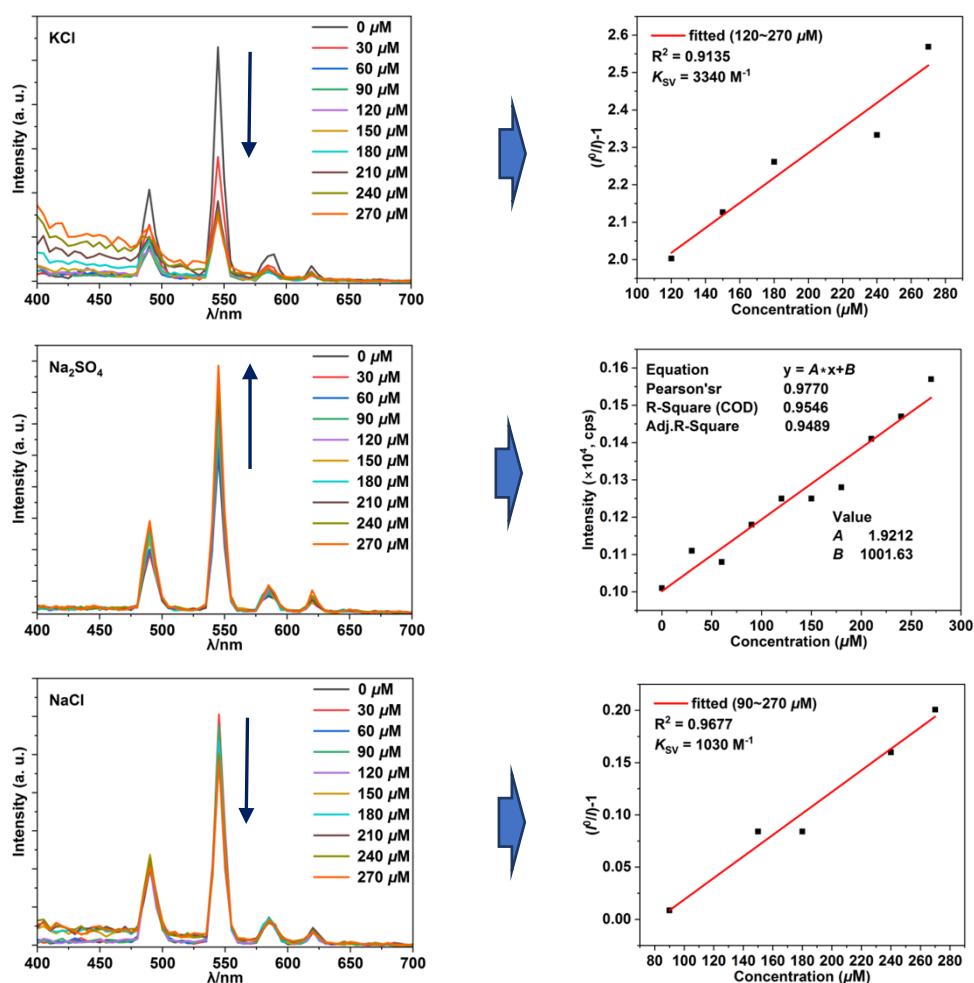 KCl
0 μM
30 μM
60 μM
90 μM
120 μM
150 μM
180 μM
210 μM
240 μM
270 μM
Intensity (a. u.)
400 450 500 550 600 650 700
λ/nm
fitted (120~270 μM)
R² = 0.9135
K_SV = 3340 M⁻¹
(I⁰/I)-1
2.6
2.5
2.4
2.3
2.2
2.1
2.0
100 120 140 160 180 200 220 240 260 280
Concentration (μM)
Na₂SO₄
0 μM
30 μM
60 μM
90 μM
120 μM
150 μM
180 μM
210 μM
240 μM
270 μM
Intensity (a. u.)
400 450 500 550 600 650 700
λ/nm
Equation y = A*x+B
Pearson'sr 0.9770
R-Square (COD) 0.9546
Adj.R-Square 0.9489
Value
A 1.9212
B 1001.63
Intensity (×10⁴, cps)
0.16
0.15
0.14
0.13
0.12
0.11
0.10
0 50 100 150 200 250 300
Concentration (μM)
NaCl
0 μM
30 μM
60 μM
90 μM
120 μM
150 μM
180 μM
210 μM
240 μM
270 μM
Intensity (a. u.)
400 450 500 550 600 650 700
λ/nm
fitted (90~270 μM)
R² = 0.9677
K_SV = 1030 M⁻¹
(I⁰/I)-1
0.20
0.15
0.10
0.05
0.00
80 100 120 140 160 180 200 220 240 260 280
Concentration (μM)